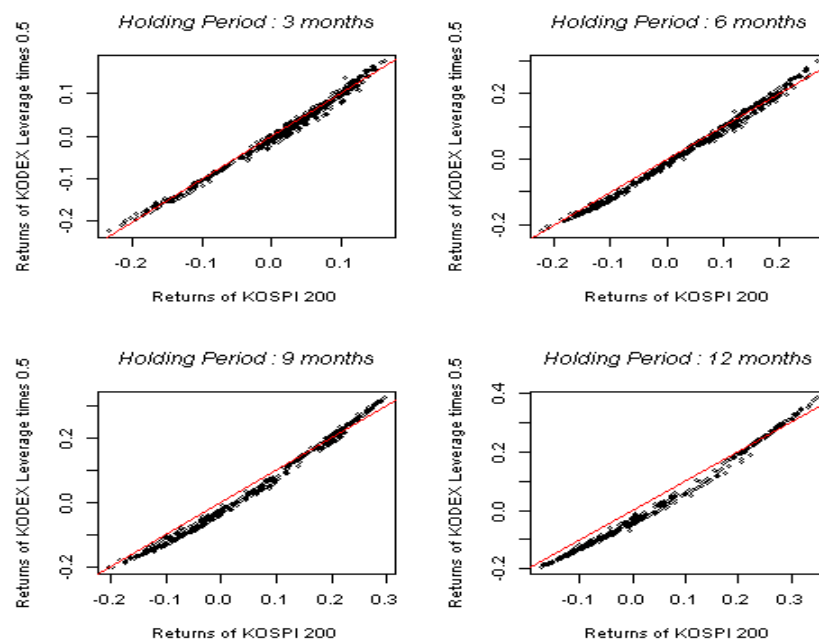 Holding Period : 3 months
Returns of KODEX Leverage times 0.5
0.1
0.0
-0.1
-0.2
-0.2 -0.1 0.0 0.1
Returns of KOSPI 200
Holding Period : 6 months
Returns of KODEX Leverage times 0.5
0.2
0.0
-0.2
-0.2 -0.1 0.0 0.1 0.2
Returns of KOSPI 200
Holding Period : 9 months
Returns of KODEX Leverage times 0.5
0.2
0.0
-0.2
-0.2 -0.1 0.0 0.1 0.2 0.3
Returns of KOSPI 200
Holding Period : 12 months
Returns of KODEX Leverage times 0.5
0.4
0.2
0.0
-0.2
-0.1 0.0 0.1 0.2 0.3
Returns of KOSPI 200